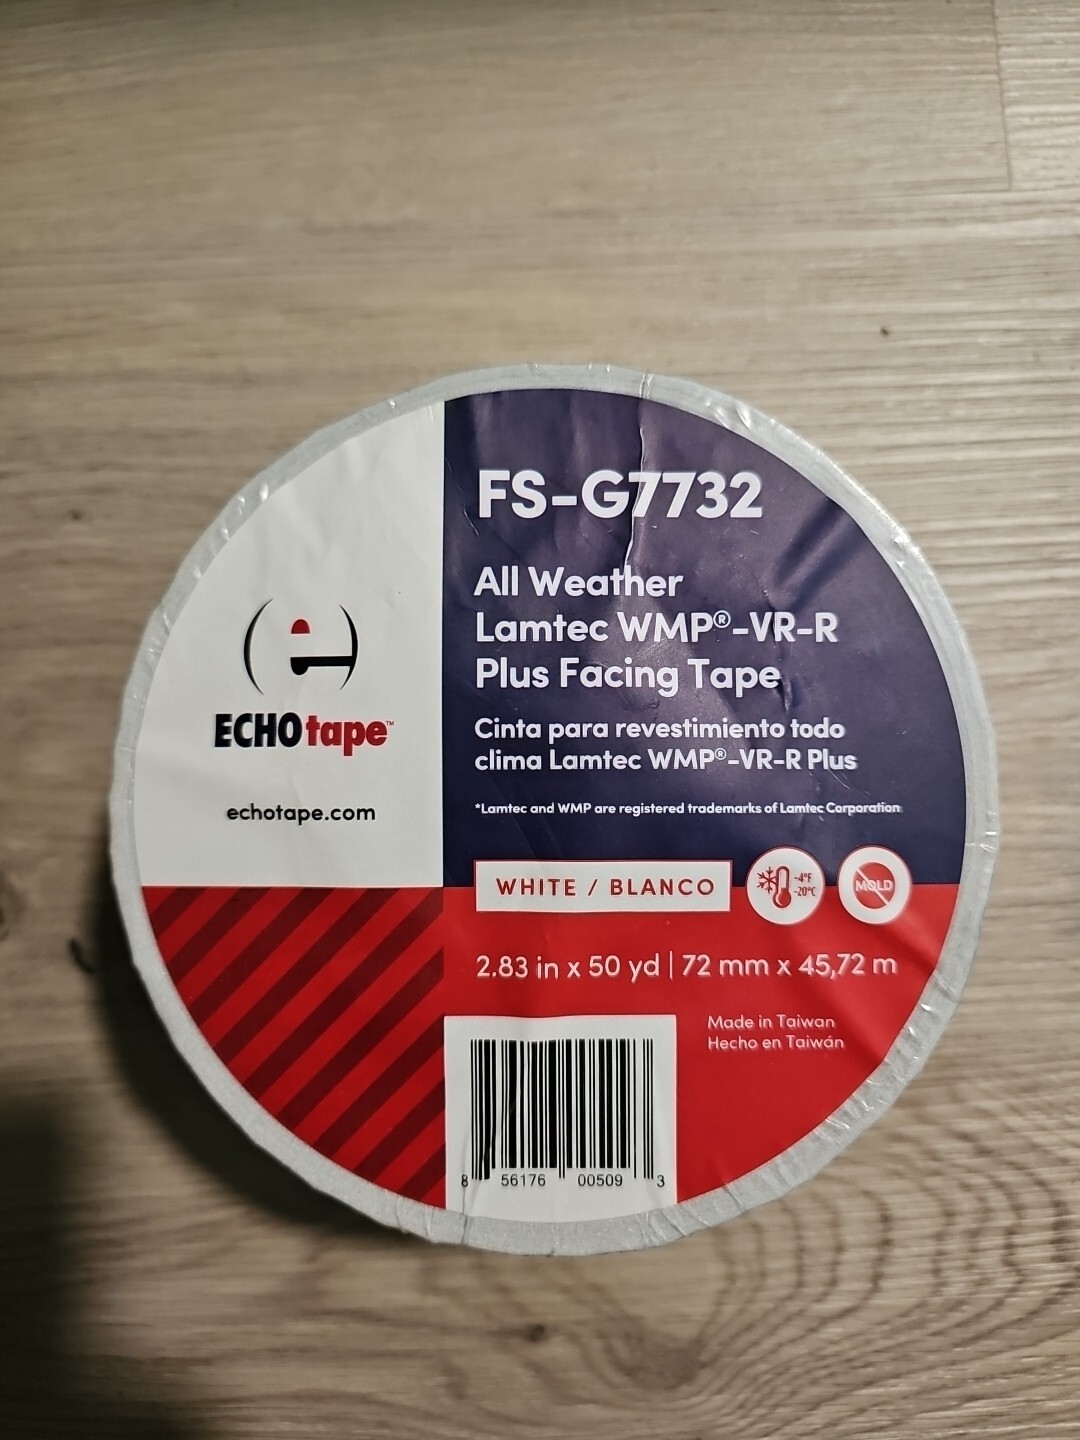 FS-G7732
All Weather
Lamtec WMP®-VR-R
Plus Facing Tape
Cinta para revestimiento todo
clima Lamtec WMP®-VR-R Plus
*Lamtec and WMP are registered trademarks of Lamtec Corporation
e
ECHOtape™
echotape.com
WHITE / BLANCO
-4°F
-20°C
MOLD
2.83 in x 50 yd | 72 mm x 45,72 m
Made in Taiwan
Hecho en Taiwán
8 56176 00509 3